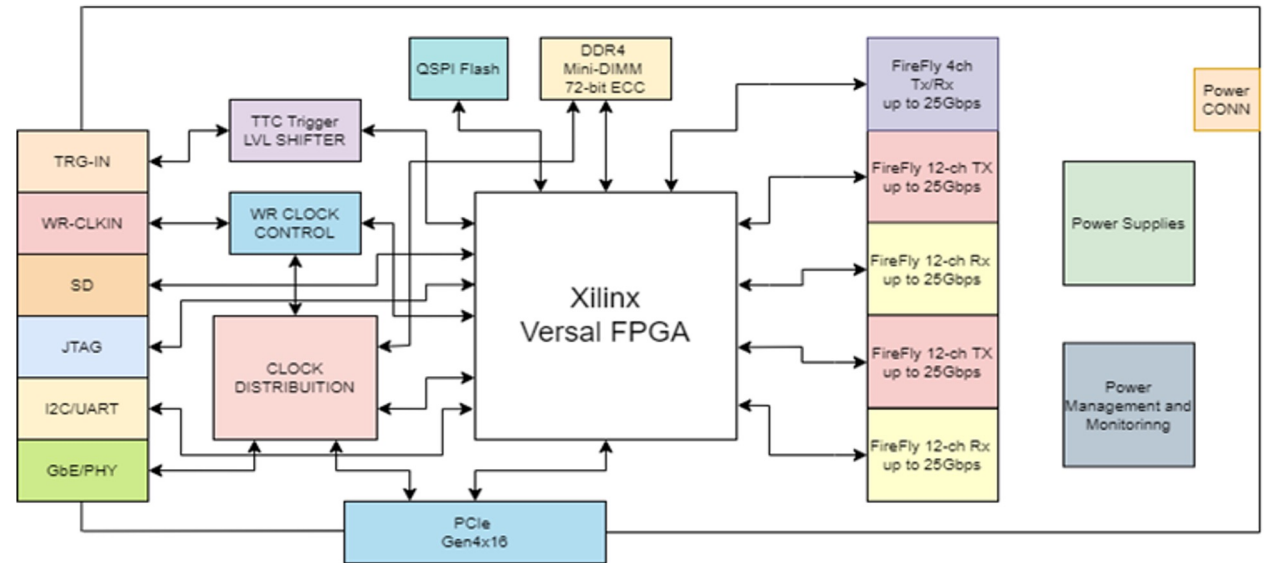 QSPI Flash
DDR4
Mini-DIMM
72-bit ECC
FireFly 4ch
Tx/Rx
up to 25Gbps
Power
CONN
TTC Trigger
LVL SHIFTER
TRG-IN
FireFly 12-ch TX
up to 25Gbps
WR-CLKIN
WR CLOCK
CONTROL
Power Supplies
SD
FireFly 12-ch Rx
up to 25Gbps
Xilinx
Versal FPGA
JTAG
CLOCK
DISTRIBUITION
FireFly 12-ch TX
up to 25Gbps
Power
Management and
Monitorinng
I2C/UART
GbE/PHY
FireFly 12-ch Rx
up to 25Gbps
PCIe
Gen4x16